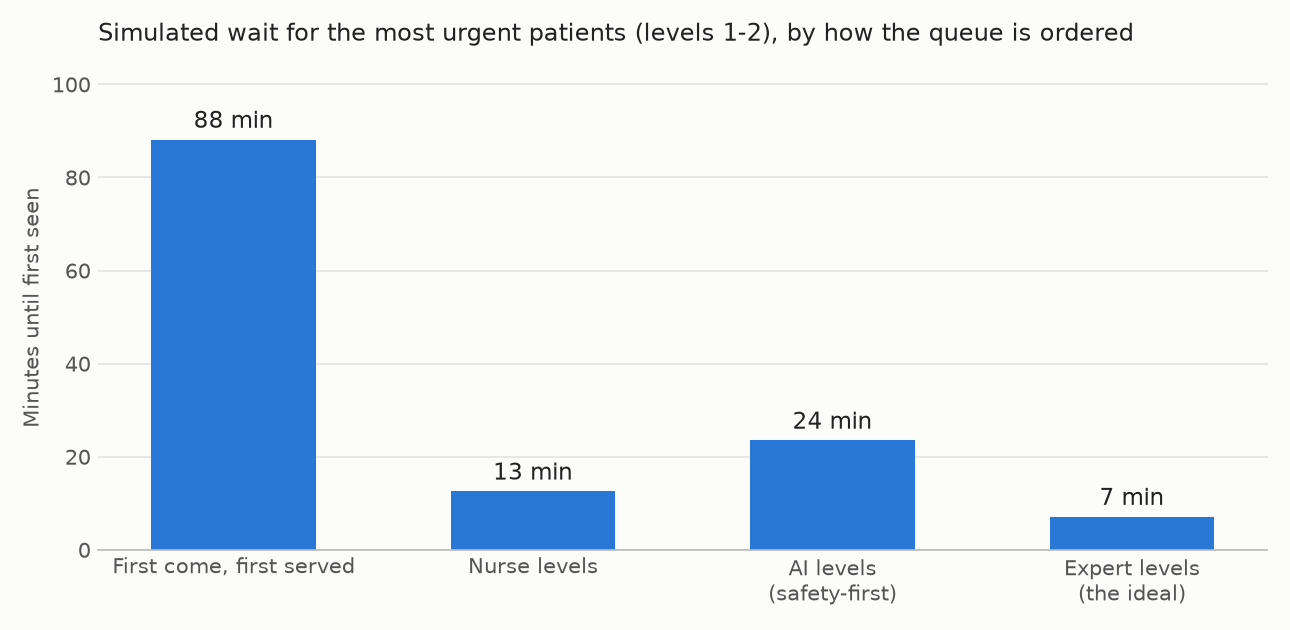 Simulated wait for the most urgent patients (levels 1-2), by how the queue is ordered
Minutes until first seen
100
80
60
40
20
0
88 min
13 min
24 min
7 min
First come, first served
Nurse levels
AI levels
(safety-first)
Expert levels
(the ideal)